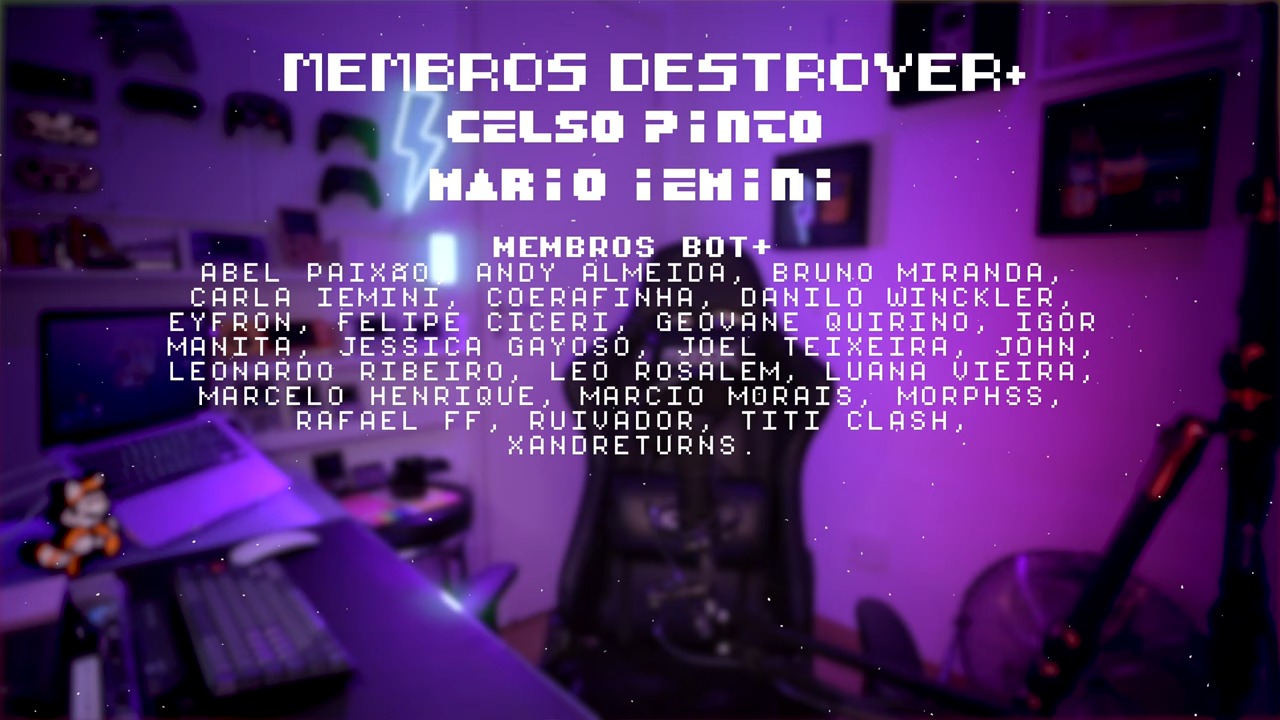 MEMBROS DESTROYER+
CELSO PINTO
MARIO IEMINI
MEMBROS BOT+
ABEL PAIXÃO, ANDY ALMEIDA, BRUNO MIRANDA,
CARLA IEMINI, COERAFINHA, DANILO WINCKLER,
EYFRON, FELIPE CICERI, GEOVANE QUIRINO, IGOR
MANITA, JESSICA GAYOSO, JOEL TEIXEIRA, JOHN,
LEONARDO RIBEIRO, LEO ROSALEM, LUANA VIEIRA,
MARCELO HENRIQUE, MARCIO MORAIS, MORPHSS,
RAFAEL FF, RUIVADOR, TITI CLASH,
XANDRETURNS.